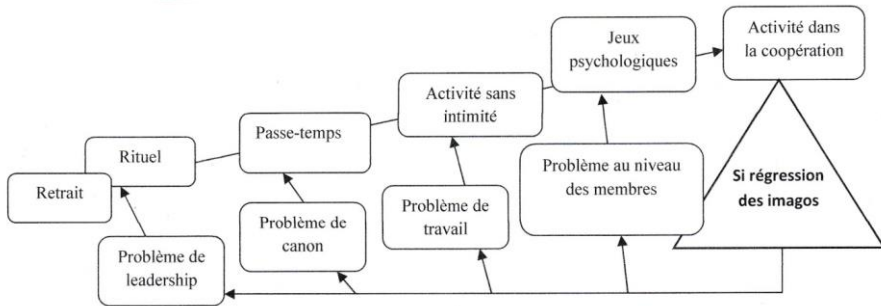 Activité dans
la coopération
Jeux
psychologiques
Activité sans
intimité
Passe-temps
Rituel
Retrait
Problème au niveau
des membres
Si régression
des imagos
Problème de
travail
Problème de
canon
Problème de
leadership